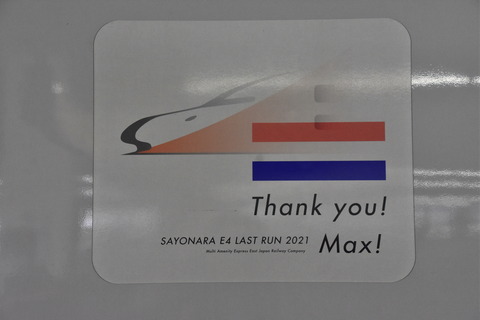 Thank you!
SAYONARA E4 LAST RUN 2021 Max!
Multi Amenity Express East Japan Railway Company